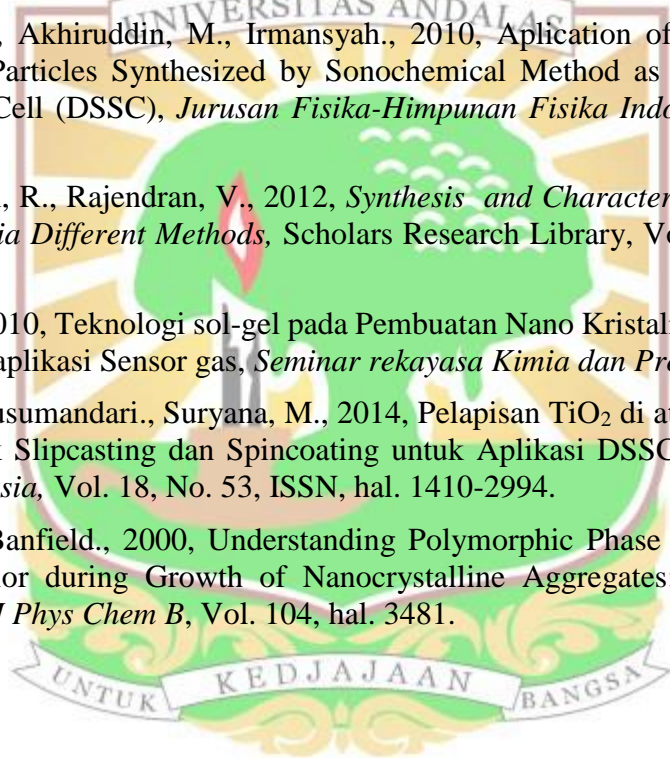 UNIVERSITAS ANDALAS
, Akhiruddin, M., Irmansyah., 2010, Aplication of
Particles Synthesized by Sonochemical Method as
Cell (DSSC), Jurusan Fisika-Himpunan Fisika Indo
, R., Rajendran, V., 2012, Synthesis and Character
ia Different Methods, Scholars Research Library, Vo
010, Teknologi sol-gel pada Pembuatan Nano Kristali
aplikasi Sensor gas, Seminar rekayasa Kimia dan Pro
usumandari., Suryana, M., 2014, Pelapisan TiO₂ di at
k Slipcasting dan Spincoating untuk Aplikasi DSSC
sia, Vol. 18, No. 53, ISSN, hal. 1410-2994.
Banfield., 2000, Understanding Polymorphic Phase
ior during Growth of Nanocrystalline Aggregates:
J Phys Chem B, Vol. 104, hal. 3481.
UNTUK KEDJAJAAN BANGSA